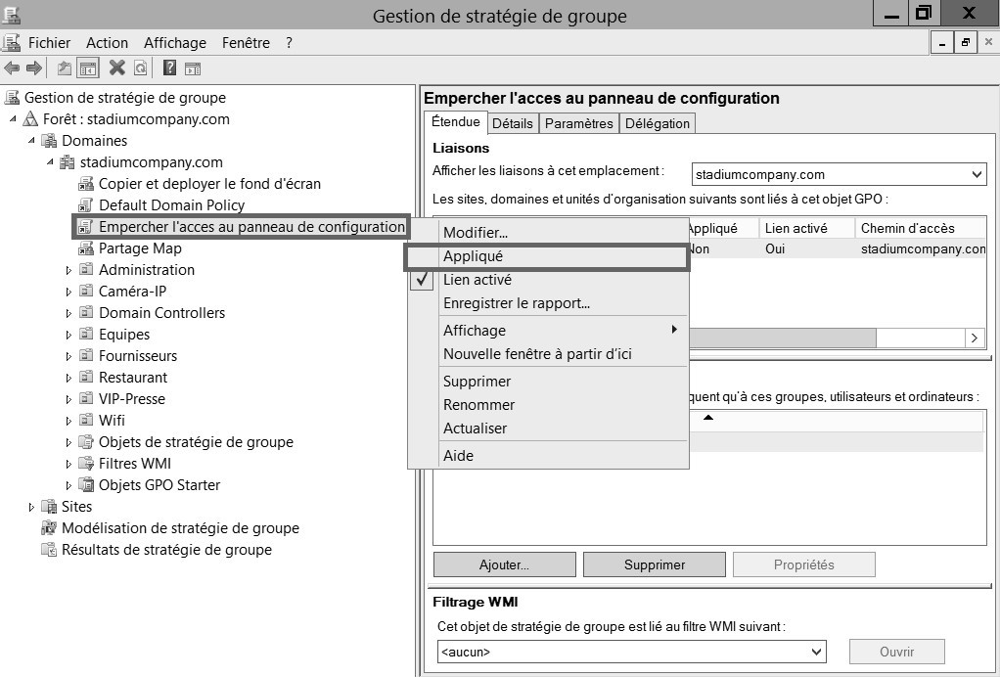 Gestion de stratégie de groupe
Fichier Action Affichage Fenêtre ?
Gestion de stratégie de groupe
Forêt : stadiumcompany.com
Domaines
stadiumcompany.com
Copier et deployer le fond d'écran
Default Domain Policy
Empercher l'acces au panneau de configuration
Partage Map
Administration
Caméra-IP
Domain Controllers
Equipes
Fournisseurs
Restaurant
VIP-Presse
Wifi
Objets de stratégie de groupe
Filtres WMI
Objets GPO Starter
Sites
Modélisation de stratégie de groupe
Résultats de stratégie de groupe
Empercher l'acces au panneau de configuration
Étendue Détails Paramètres Délégation
Liaisons
Afficher les liaisons à cet emplacement : stadiumcompany.com
Les sites, domaines et unités d'organisation suivants sont liés à cet objet GPO :
Appliqué Lien activé Chemin d'accès
Non Oui stadiumcompany.con
Modifier...
Appliqué
Lien activé
Enregistrer le rapport...
Affichage
Nouvelle fenêtre à partir d'ici
Supprimer
Renommer
Actualiser
Aide
quent qu'à ces groupes, utilisateurs et ordinateurs :
Ajouter... Supprimer Propriétés
Filtrage WMI
Cet objet de stratégie de groupe est lié au filtre WMI suivant :
<aucun> Ouvrir